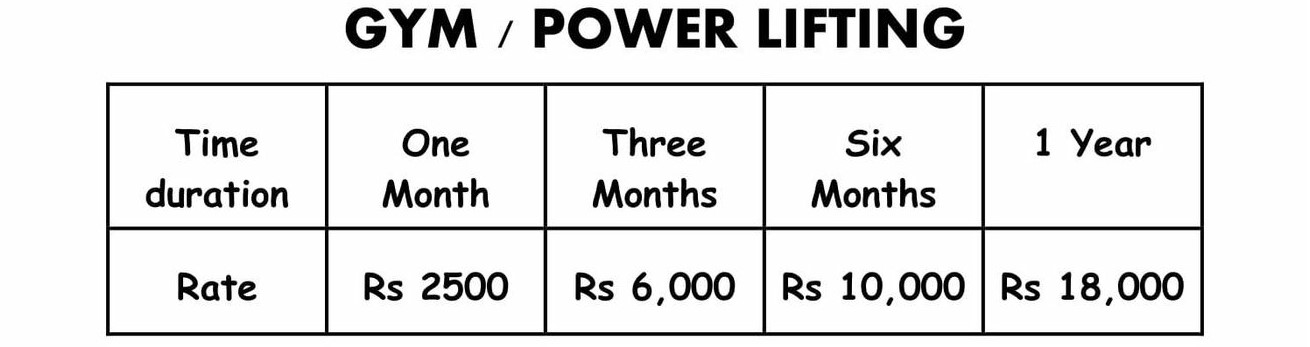 GYM / POWER LIFTING
Time duration One Month Three Months Six Months 1 Year
Rate Rs 2500 Rs 6,000 Rs 10,000 Rs 18,000